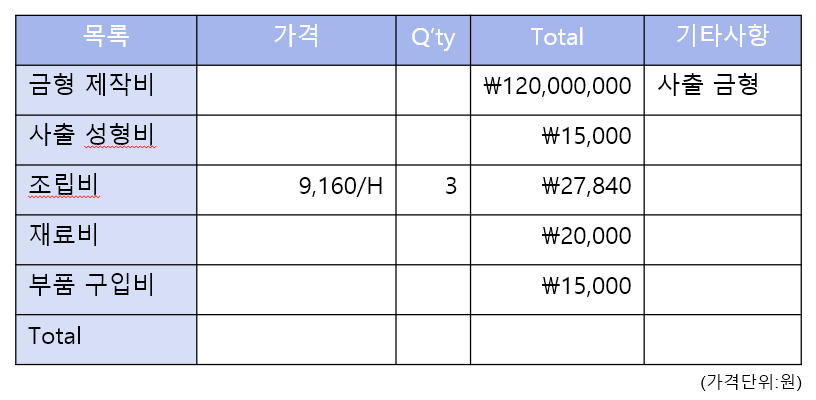 목록 가격 Q’ty Total 기타사항
금형 제작비 ₩120,000,000 사출 금형
사출 성형비 ₩15,000
조립비 9,160/H 3 ₩27,840
재료비 ₩20,000
부품 구입비 ₩15,000
Total
(가격단위:원)